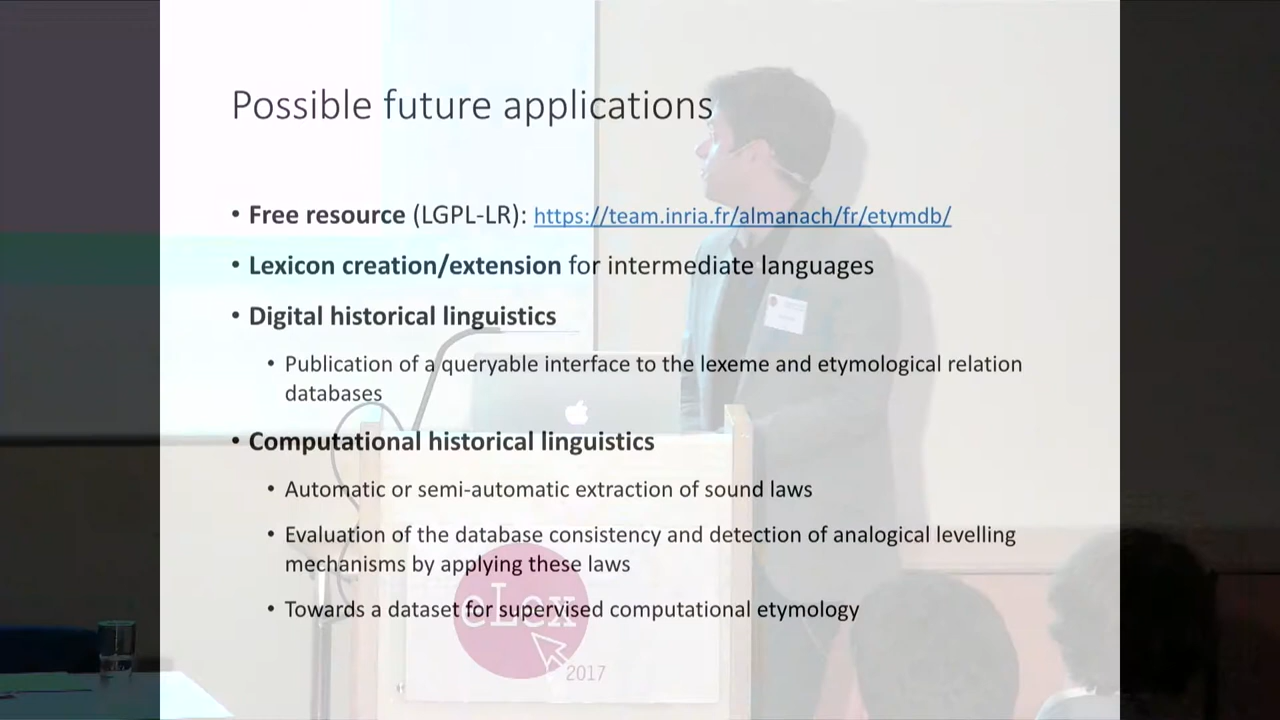 Possible future applications
• Free resource (LGPL-LR): https://team.inria.fr/almanach/fr/etymdb/
• Lexicon creation/extension for intermediate languages
• Digital historical linguistics
• Publication of a queryable interface to the lexeme and etymological relation
databases
• Computational historical linguistics
• Automatic or semi-automatic extraction of sound laws
• Evaluation of the database consistency and detection of analogical levelling
mechanisms by applying these laws
• Towards a dataset for supervised computational etymology
eLex
2017